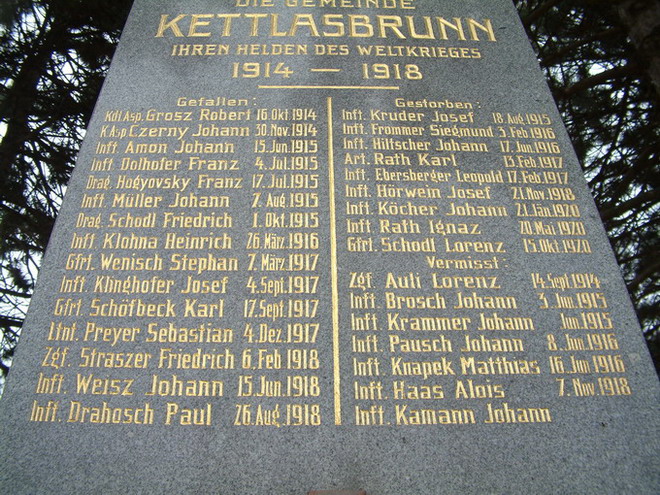 DIE GEMEINDE
KETTLASBRUNN
IHREN HELDEN DES WELTKRIEGES
1914 — 1918
Gefallen:
Kdt.Asp. Grosz Robert 16.Okt.1914
K.Asp. Czerny Johann 30.Nov.1914
Inft. Amon Johann 15.Jun.1915
Inft. Dolhofer Franz 4.Jul.1915
Drag. Hogyovsky Franz 17.Jul.1915
Inft. Müller Johann 7.Aug.1915
Drag. Schodl Friedrich 1.Okt.1915
Inft. Klohna Heinrich 26.März.1916
Gfrt. Wenisch Stephan 7.März.1917
Inft. Klinghofer Josef 4.Sept.1917
Gfrt. Schöfbeck Karl 17.Sept.1917
Ltnt. Preyer Sebastian 4.Dez.1917
Zgf. Straszer Friedrich 6.Feb.1918
Inft. Weisz Johann 15.Jun.1918
Inft. Drahosch Paul 26.Aug.1918
Gestorben:
Inft. Kruder Josef 18.Aug.1915
Inft. Frommer Siegmund 3.Feb.1916
Inft. Hiltscher Johann 17.Jun.1916
Art. Rath Karl 13.Feb.1917
Inft. Ebersberger Leopold 17.Feb.1917
Inft. Hörwein Josef 21.Nov.1918
Inft. Köcher Johann 21.Jän.1920
Inft. Rath Ignaz 20.Mai.1920
Gfrt. Schodl Lorenz 15.Okt.1920
Vermisst:
Zgf. Auli Lorenz 14.Sept.1914
Inft. Brosch Johann 3.Jun.1915
Inft. Krammer Johann Jun.1915
Inft. Pausch Johann 8.Jun.1916
Inft. Knapek Matthias 16.Jun.1916
Inft. Haas Alois 7.Nov.1918
Inft. Kamann Johann